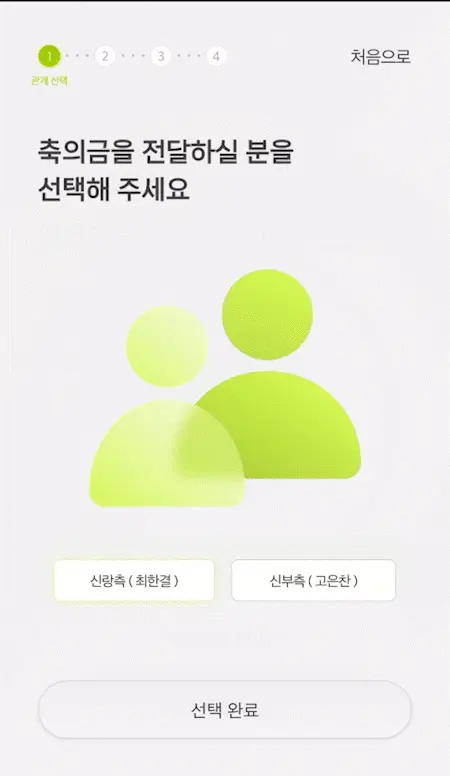 1 2 3 4
처음으로
관계 선택
축의금을 전달하실 분을
선택해 주세요
신랑측 ( 최한결 )
신부측 ( 고은찬 )
선택 완료